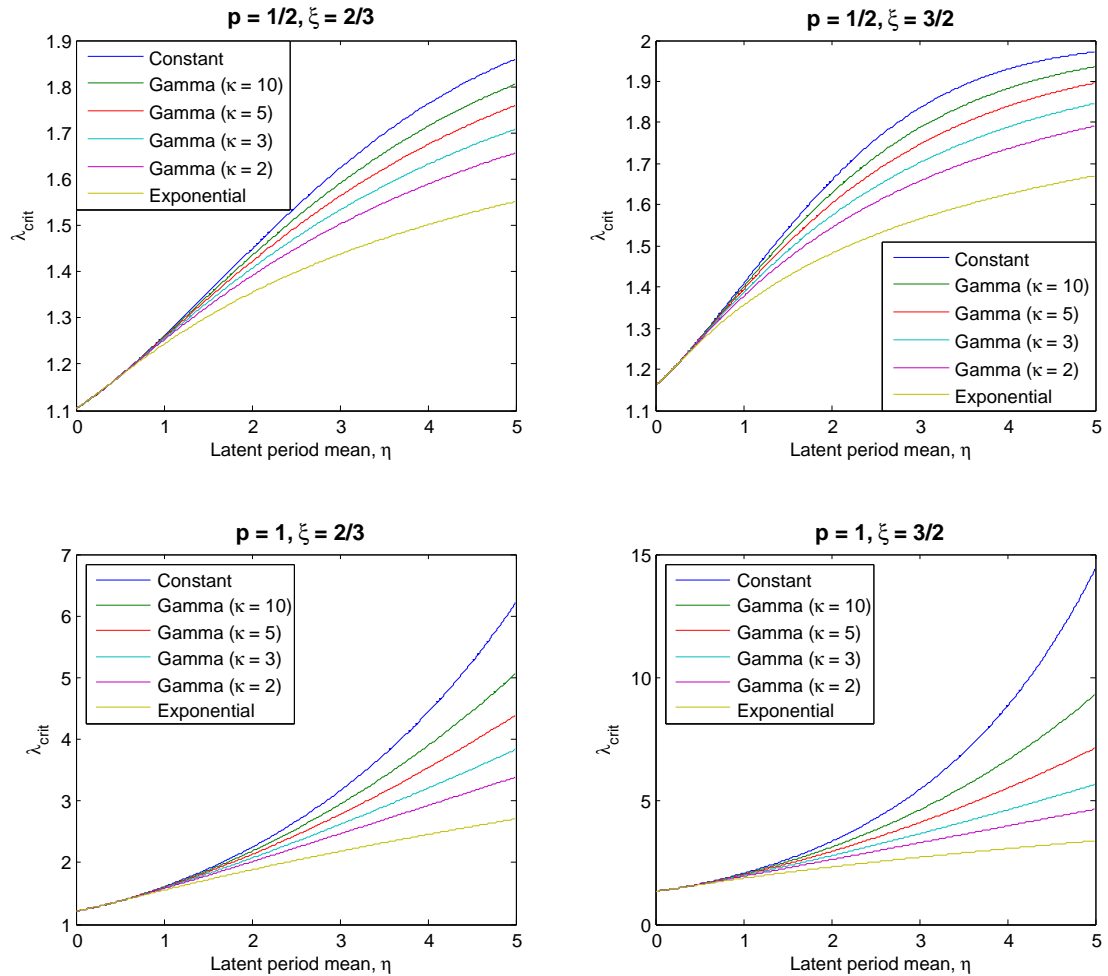 p = 1/2, ξ = 2/3
1.9
1.8
1.7
1.6
1.5
1.4
1.3
1.2
1.1
λcrit
Constant
Gamma (κ = 10)
Gamma (κ = 5)
Gamma (κ = 3)
Gamma (κ = 2)
Exponential
0 1 2 3 4 5
Latent period mean, η
p = 1/2, ξ = 3/2
2
1.9
1.8
1.7
1.6
1.5
1.4
1.3
1.2
1.1
λcrit
Constant
Gamma (κ = 10)
Gamma (κ = 5)
Gamma (κ = 3)
Gamma (κ = 2)
Exponential
0 1 2 3 4 5
Latent period mean, η
p = 1, ξ = 2/3
7
6
5
4
3
2
1
λcrit
Constant
Gamma (κ = 10)
Gamma (κ = 5)
Gamma (κ = 3)
Gamma (κ = 2)
Exponential
0 1 2 3 4 5
Latent period mean, η
p = 1, ξ = 3/2
15
10
5
0
λcrit
Constant
Gamma (κ = 10)
Gamma (κ = 5)
Gamma (κ = 3)
Gamma (κ = 2)
Exponential
0 1 2 3 4 5
Latent period mean, η